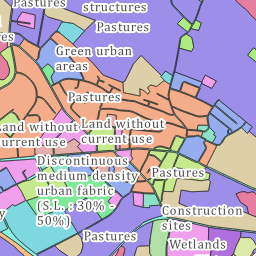 Pastures
structures
Pastures
es
Green urban
areas
Pastures
Land without
current use
Land without
current use
Discontinuous
medium density
urban fabric
(S.L. : 30% -
50%)
Pastures
Construction
sites
Pastures
Wetlands
y